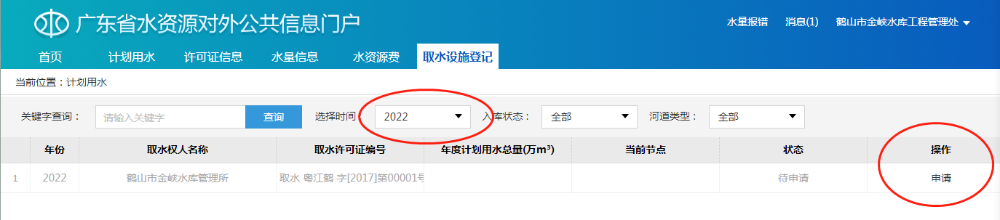 广东省水资源对外公共信息门户
水量报错 消息(1) 鹤山市金峡水库工程管理处
首页 计划用水 许可证信息 水量信息 水资源费 取水设施登记
当前位置：计划用水
关键字查询： 请输入关键字 查询 选择时间 2022 入库状态： 全部 河道类型： 全部
年份 取水权人名称 取水许可证编号 年度计划用水总量(万m³) 当前节点 状态 操作
1 2022 鹤山市金峡水库管理所 取水 粤江鹤 字[2017]第00001号 待申请 申请